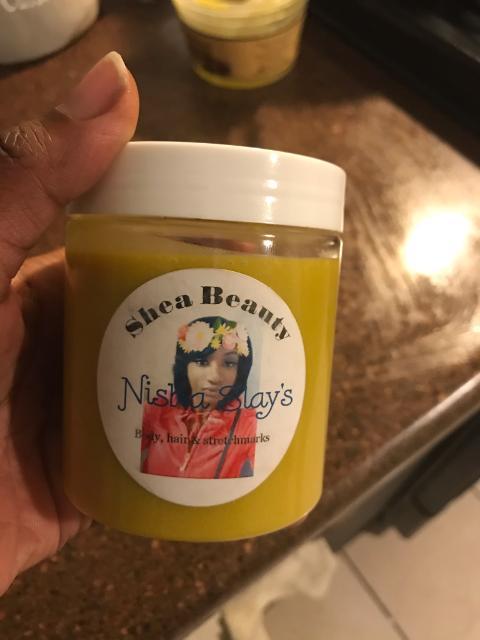 Shea Beauty
Nisha Slay's
Body, hair & stretchmarks